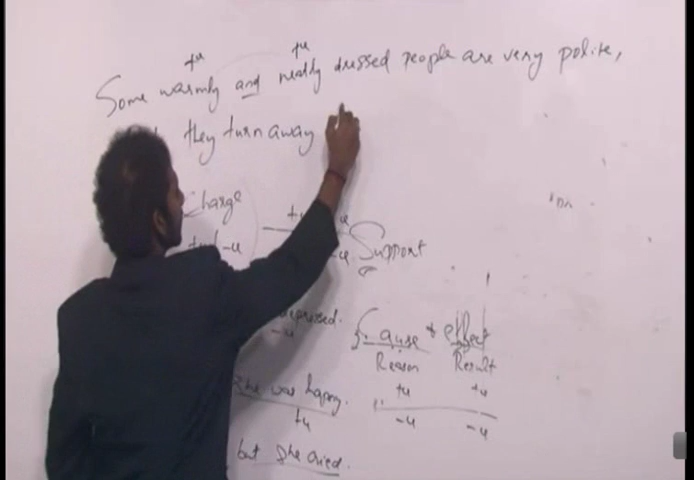 +u +u
Some warmly and neatly dressed people are very polite,
they turn away
Charge
Support
depressed.
-u
Cause + effect
Reason Result
She was happy. +u +u
+u -u -u
but she cried.